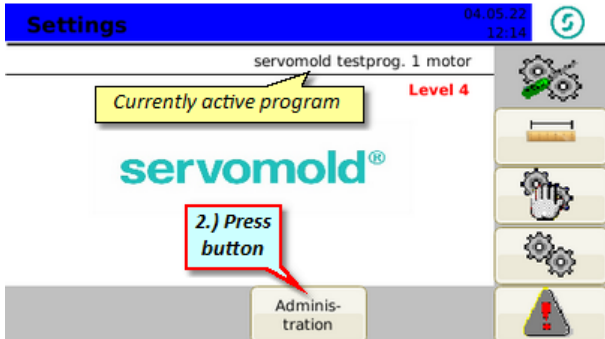 Settings
04.05.22
12:14
servomold testprog. 1 motor
Currently active program
Level 4
servomold®
2.) Press
button
Adminis-
tration